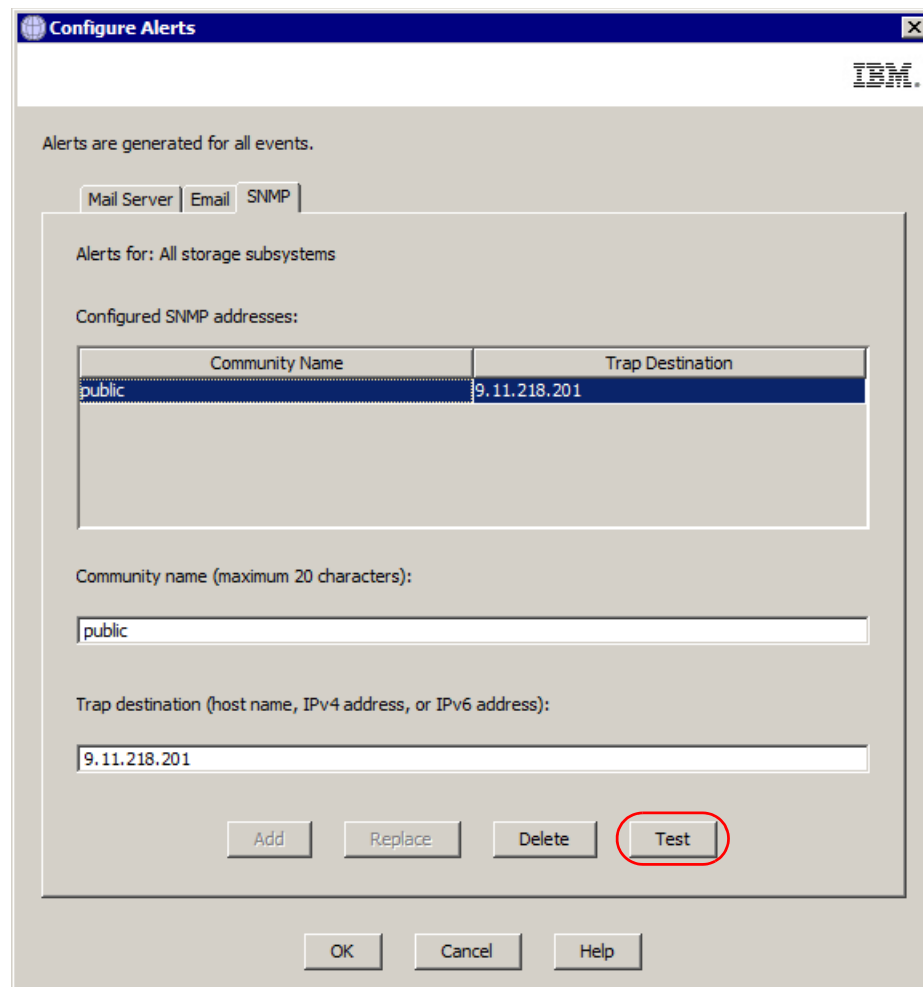 Configure Alerts
IBM.
Alerts are generated for all events.
Mail Server Email SNMP
Alerts for: All storage subsystems
Configured SNMP addresses:
Community Name Trap Destination
public 9.11.218.201
Community name (maximum 20 characters):
public
Trap destination (host name, IPv4 address, or IPv6 address):
9.11.218.201
Add Replace Delete Test
OK Cancel Help